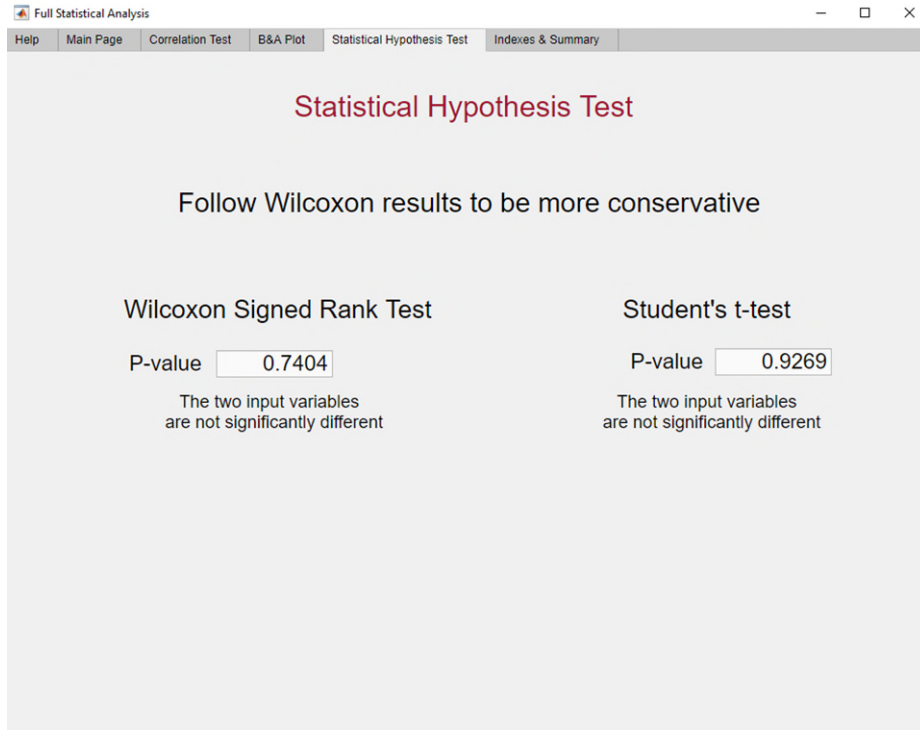 Full Statistical Analysis
Help Main Page Correlation Test B&A Plot Statistical Hypothesis Test Indexes & Summary
Statistical Hypothesis Test
Follow Wilcoxon results to be more conservative
Wilcoxon Signed Rank Test
P-value 0.7404
The two input variables
are not significantly different
Student's t-test
P-value 0.9269
The two input variables
are not significantly different